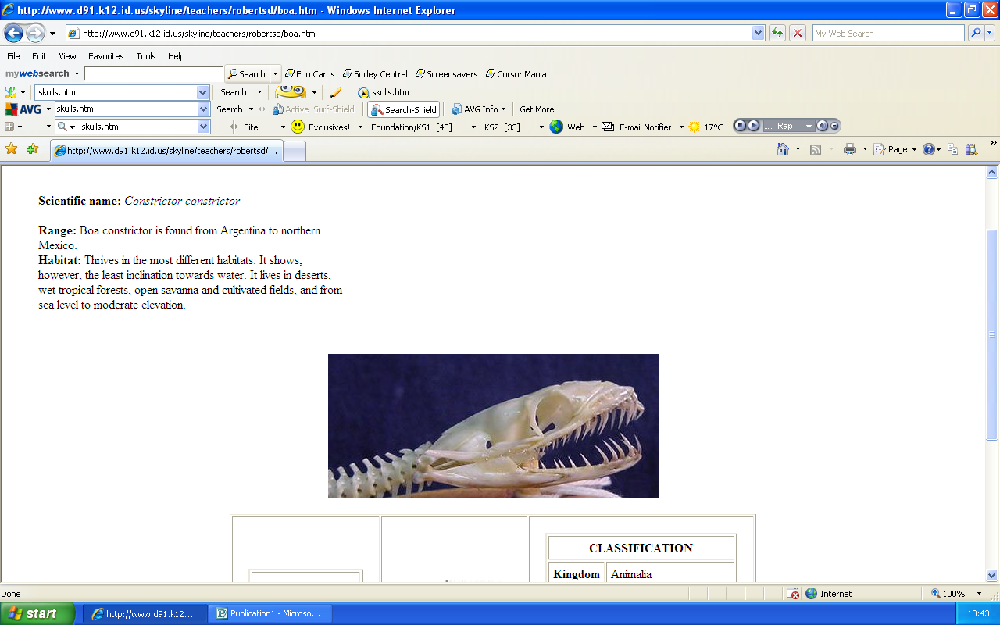 http://www.d91.k12.id.us/skyline/teachers/robertsd/boa.htm - Windows Internet Explorer
http://www.d91.k12.id.us/skyline/teachers/robertsd/boa.htm
My Web Search
File Edit View Favorites Tools Help
mywebsearch Search Fun Cards Smiley Central Screensavers Cursor Mania
skulls.htm Search skulls.htm
AVG skulls.htm Search Active Surf-Shield Search-Shield AVG Info Get More
skulls.htm Site Exclusives! Foundation/KS1 [48] KS2 [33] Web E-mail Notifier 17°C ..... Rap
http://www.d91.k12.id.us/skyline/teachers/robertsd/... Page
Scientific name: Constrictor constrictor
Range: Boa constrictor is found from Argentina to northern
Mexico.
Habitat: Thrives in the most different habitats. It shows,
however, the least inclination towards water. It lives in deserts,
wet tropical forests, open savanna and cultivated fields, and from
sea level to moderate elevation.
CLASSIFICATION
Kingdom Animalia
Done Internet 100%
start http://www.d91.k12.... Publication1 - Microso... 10:43